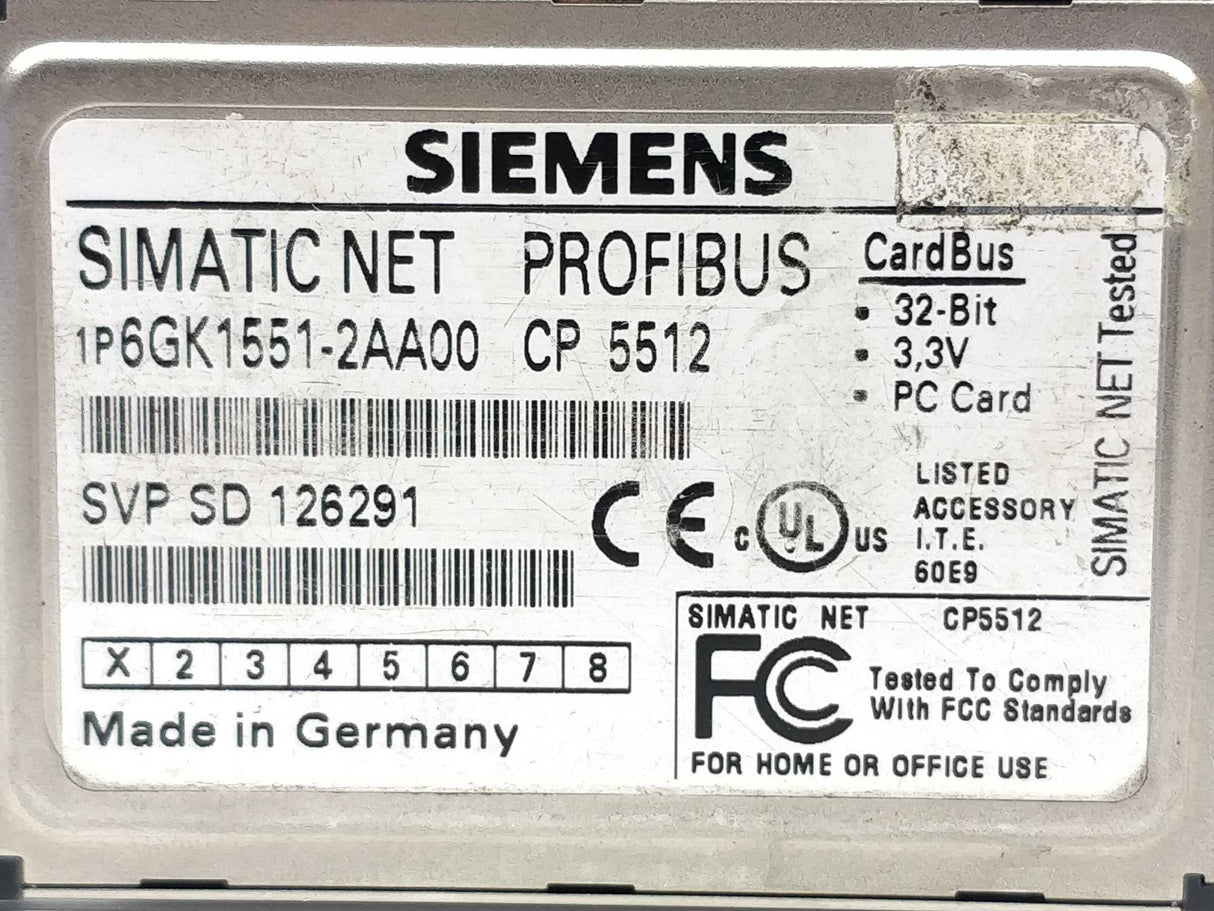 SIEMENS
SIMATIC NET PROFIBUS
1P6GK1551-2AA00 CP 5512
SVP SD 126291
X 2 3 4 5 6 7 8
Made in Germany
CardBus
• 32-Bit
• 3,3V
• PC Card
SIMATIC NET Tested
CE
c UL US
LISTED
ACCESSORY
I.T.E.
60E9
SIMATIC NET CP5512
FC Tested To Comply
With FCC Standards
FOR HOME OR OFFICE USE